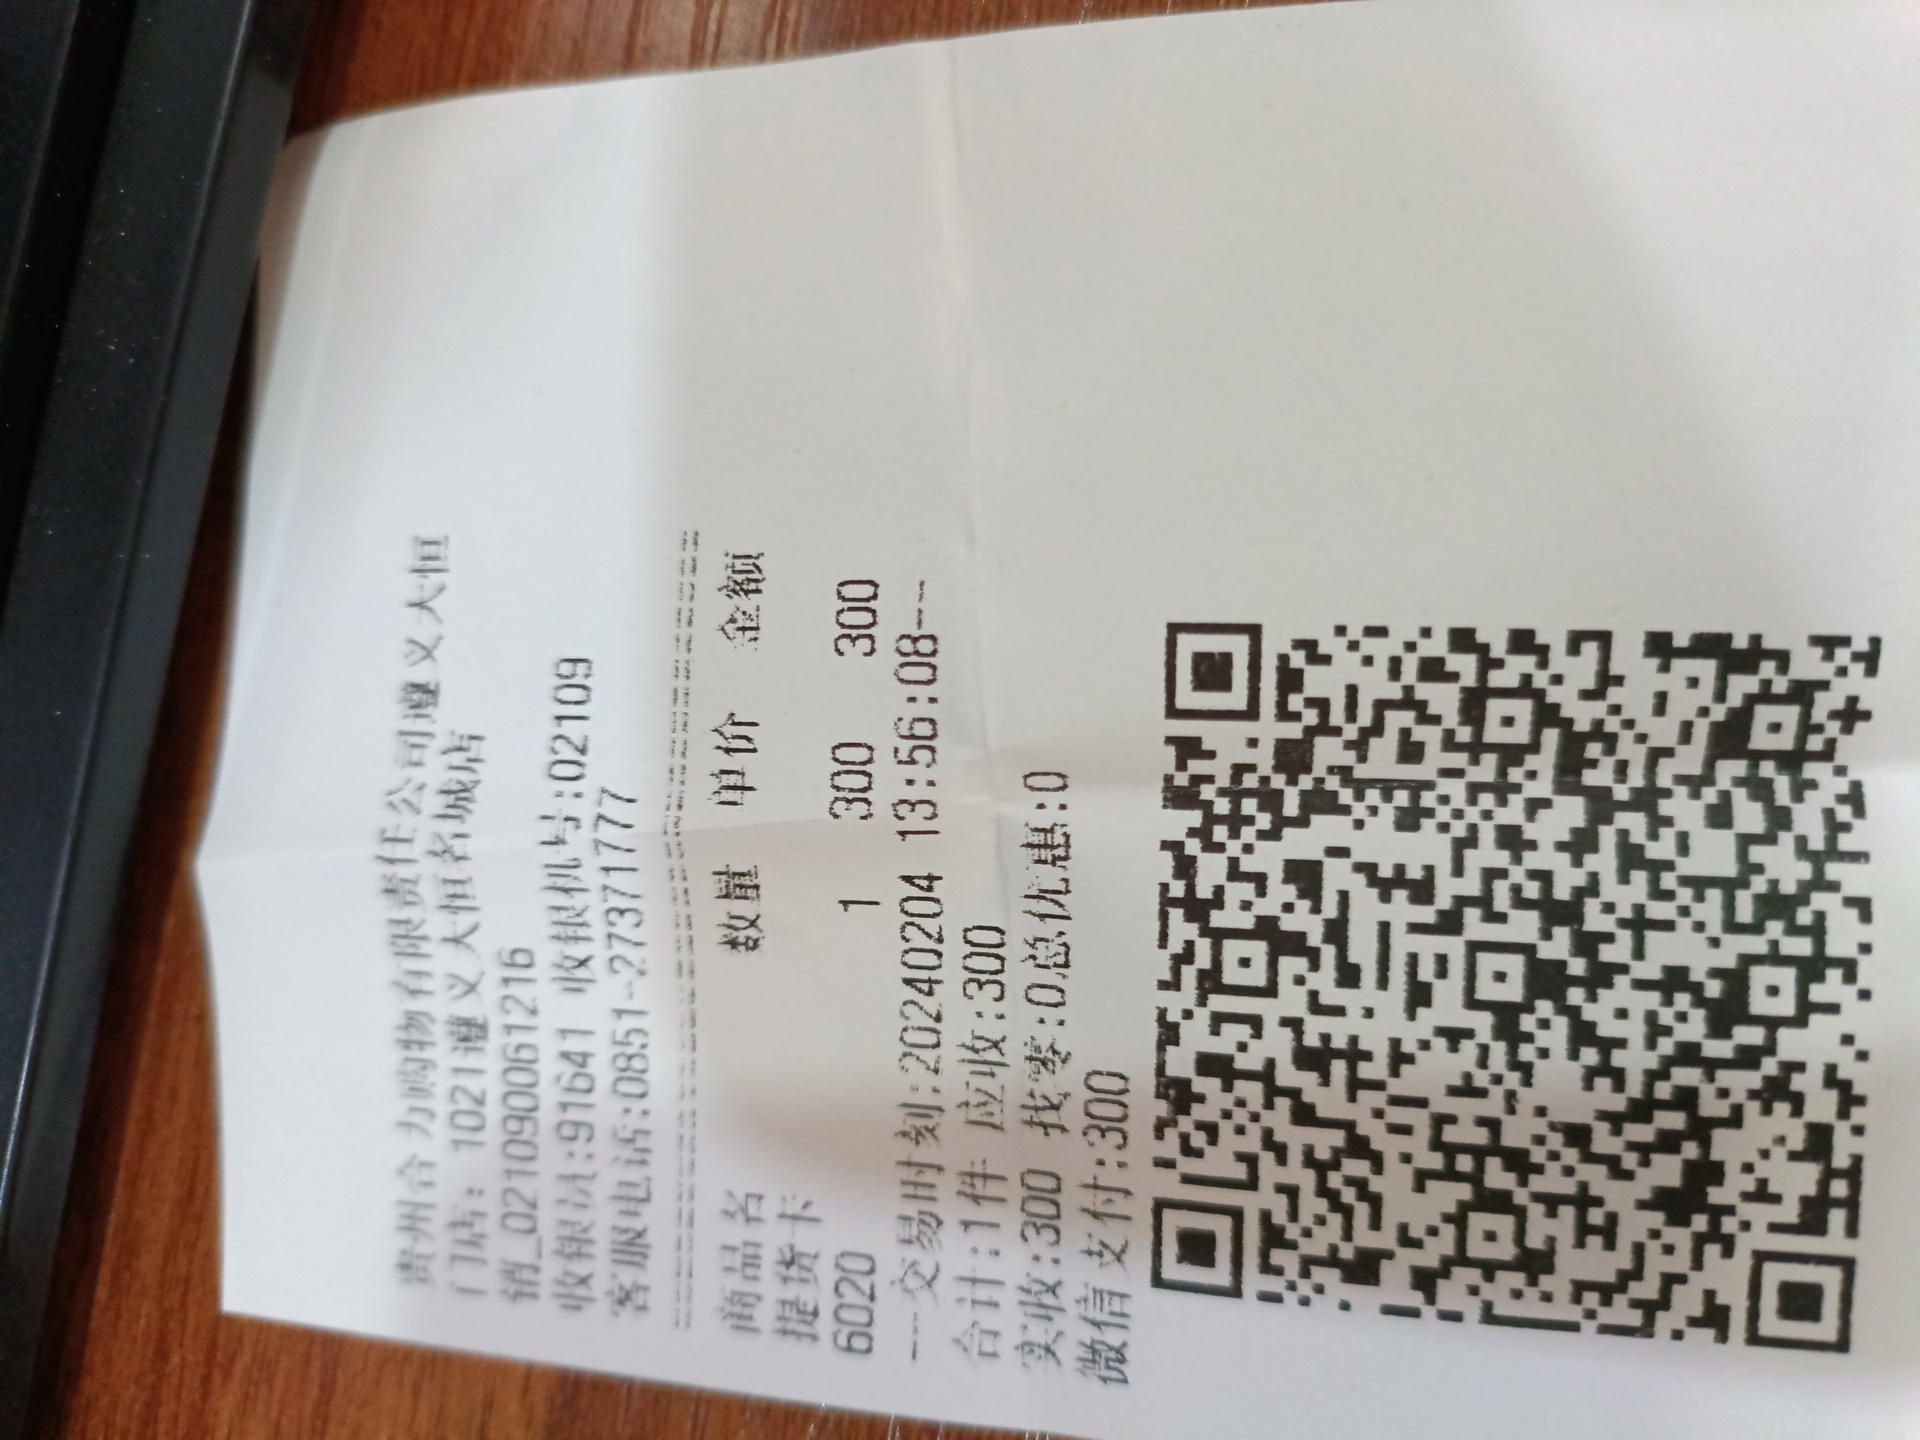 贵州合力购物有限责任公司遵义大恒
门店: 1021遵义大恒名城店
销_021090061216
收银员:91641 收银机号:02109
客服电话:0851-27371777
商品名 数量 单价 金额
提货卡
6020 1 300 300
---交易时刻:20240204 13:56:08---
合计:1件 应收:300
实收:300 找零:0总优惠:0
微信支付:300